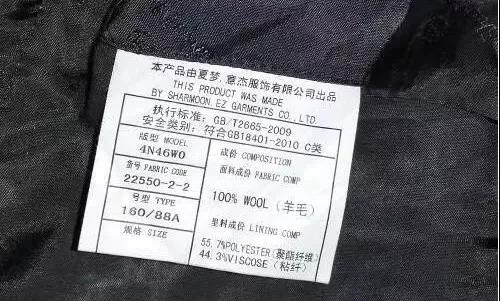 本产品由夏梦.意杰服饰有限公司出品
THIS PRODUCT WAS MADE
BY SHARMOON.EZ GARMENTS CO.,LTD
执行标准: GB/T2665-2009
安全类别: 符合GB18401-2010 C类
版型 MODEL
4N46WO
货号 FABRIC CODE
22550-2-2
号型 TYPE
160/88A
规格 SIZE
成份 COMPOSITION
面料成份 FABRIC COMP
100% WOOL (羊毛)
里料成份 LINING COMP
55.7%POLYESTER(聚酯纤维)
44.3%VISCOSE(粘纤)